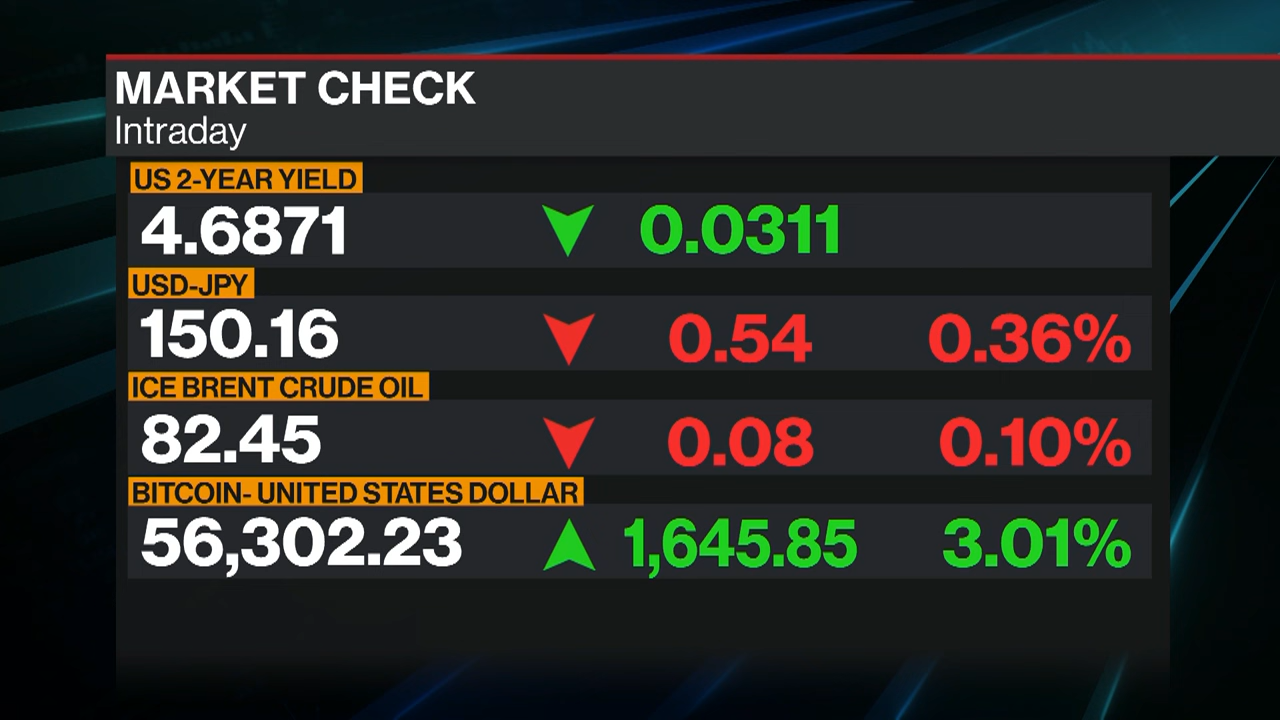 MARKET CHECK
Intraday
US 2-YEAR YIELD
4.6871 ▼ 0.0311
USD-JPY
150.16 ▼ 0.54 0.36%
ICE BRENT CRUDE OIL
82.45 ▼ 0.08 0.10%
BITCOIN- UNITED STATES DOLLAR
56,302.23 ▲ 1,645.85 3.01%